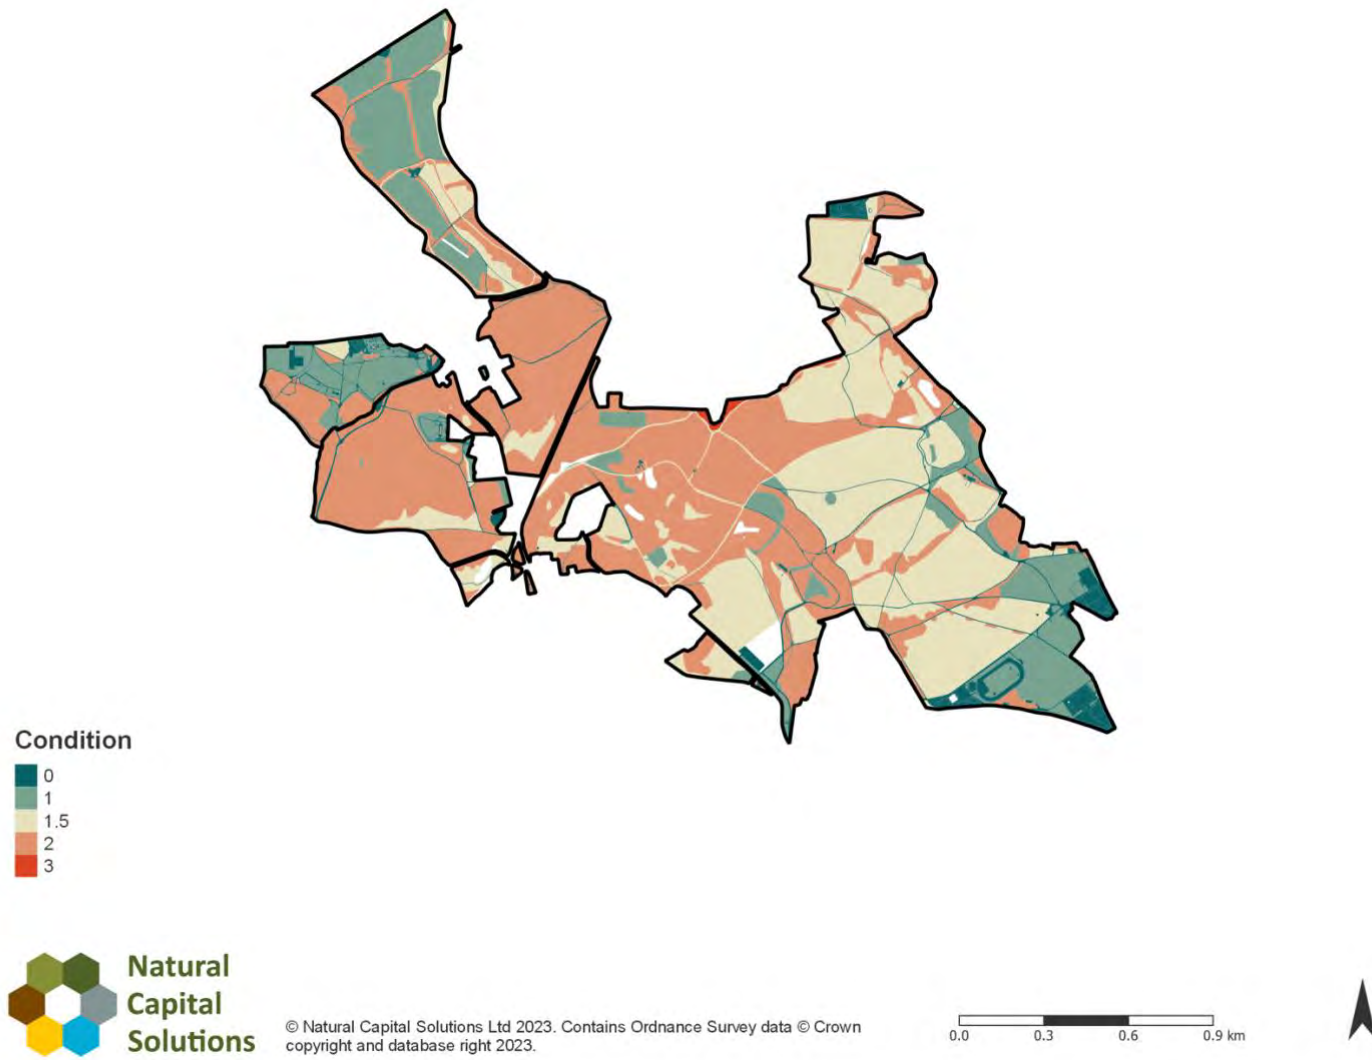 Condition
0
1
1.5
2
3
Natural
Capital
Solutions
© Natural Capital Solutions Ltd 2023. Contains Ordnance Survey data © Crown
copyright and database right 2023.
0.0 0.3 0.6 0.9 km